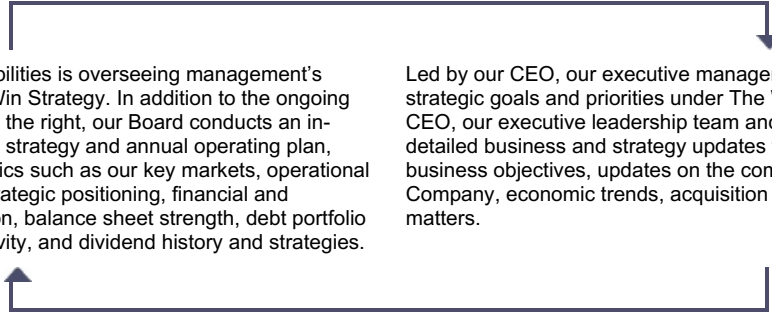 bilities is overseeing management's
Win Strategy. In addition to the ongoing
the right, our Board conducts an in-
strategy and annual operating plan,
ics such as our key markets, operational
rategic positioning, financial and
on, balance sheet strength, debt portfolio
vity, and dividend history and strategies.
Led by our CEO, our executive manage
strategic goals and priorities under The
CEO, our executive leadership team and
detailed business and strategy updates
business objectives, updates on the com
Company, economic trends, acquisition
matters.